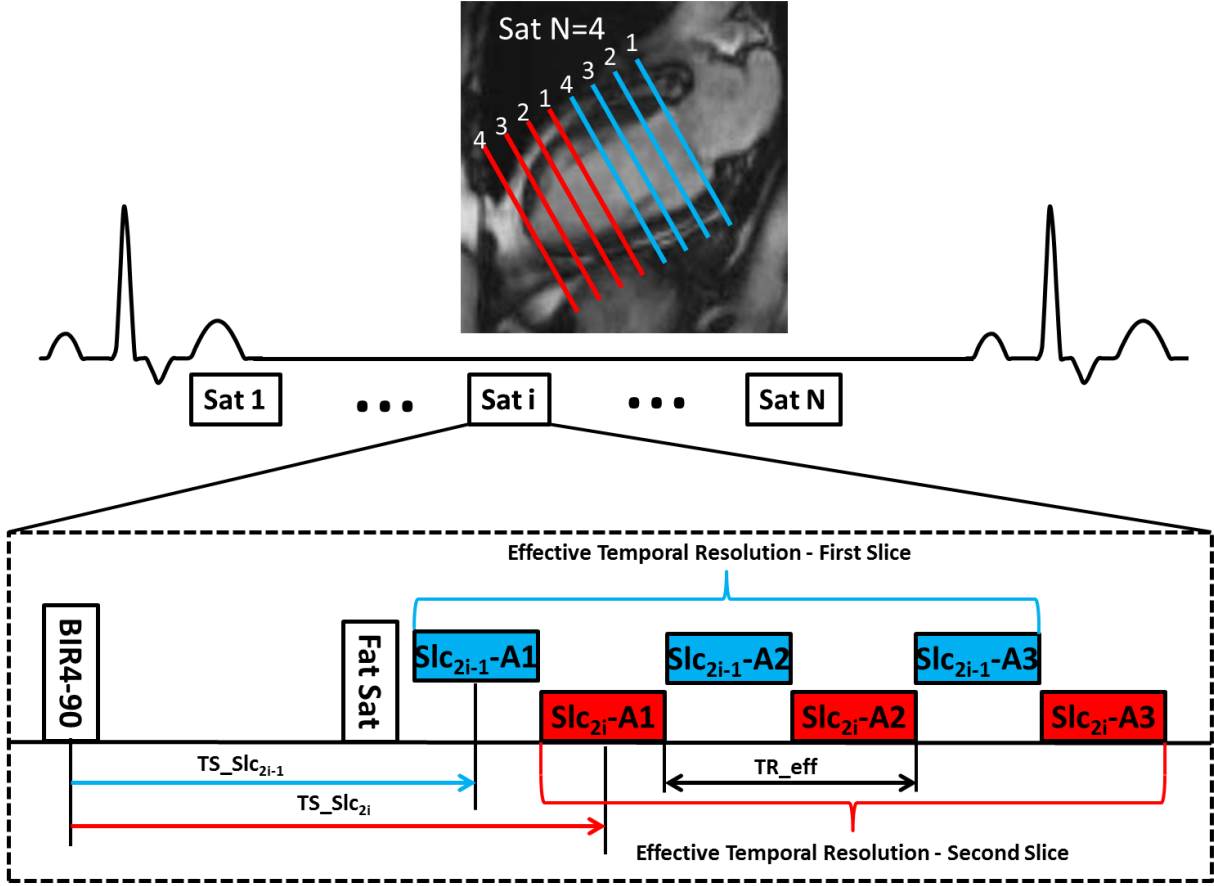 Sat N=4
1
2
3
4
1
2
3
4
Sat 1
...
Sat i
...
Sat N
Effective Temporal Resolution - First Slice
BIR4-90
Fat Sat
Slc2i-1-A1
Slc2i-1-A2
Slc2i-1-A3
Slc2i-A1
Slc2i-A2
Slc2i-A3
TS_Slc2i-1
TR_eff
TS_Slc2i
Effective Temporal Resolution - Second Slice